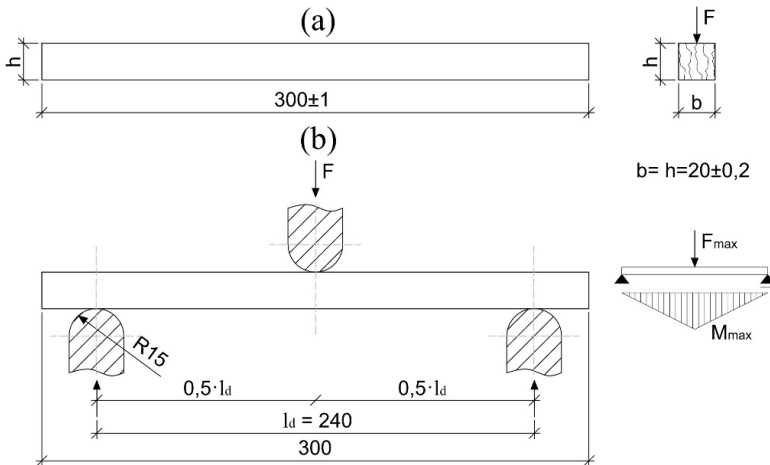 (a)
F
h
h
300±1
b
(b)
F
b= h=20±0,2
Fmax
Mmax
R15
0,5·ld
0,5·ld
ld = 240
300